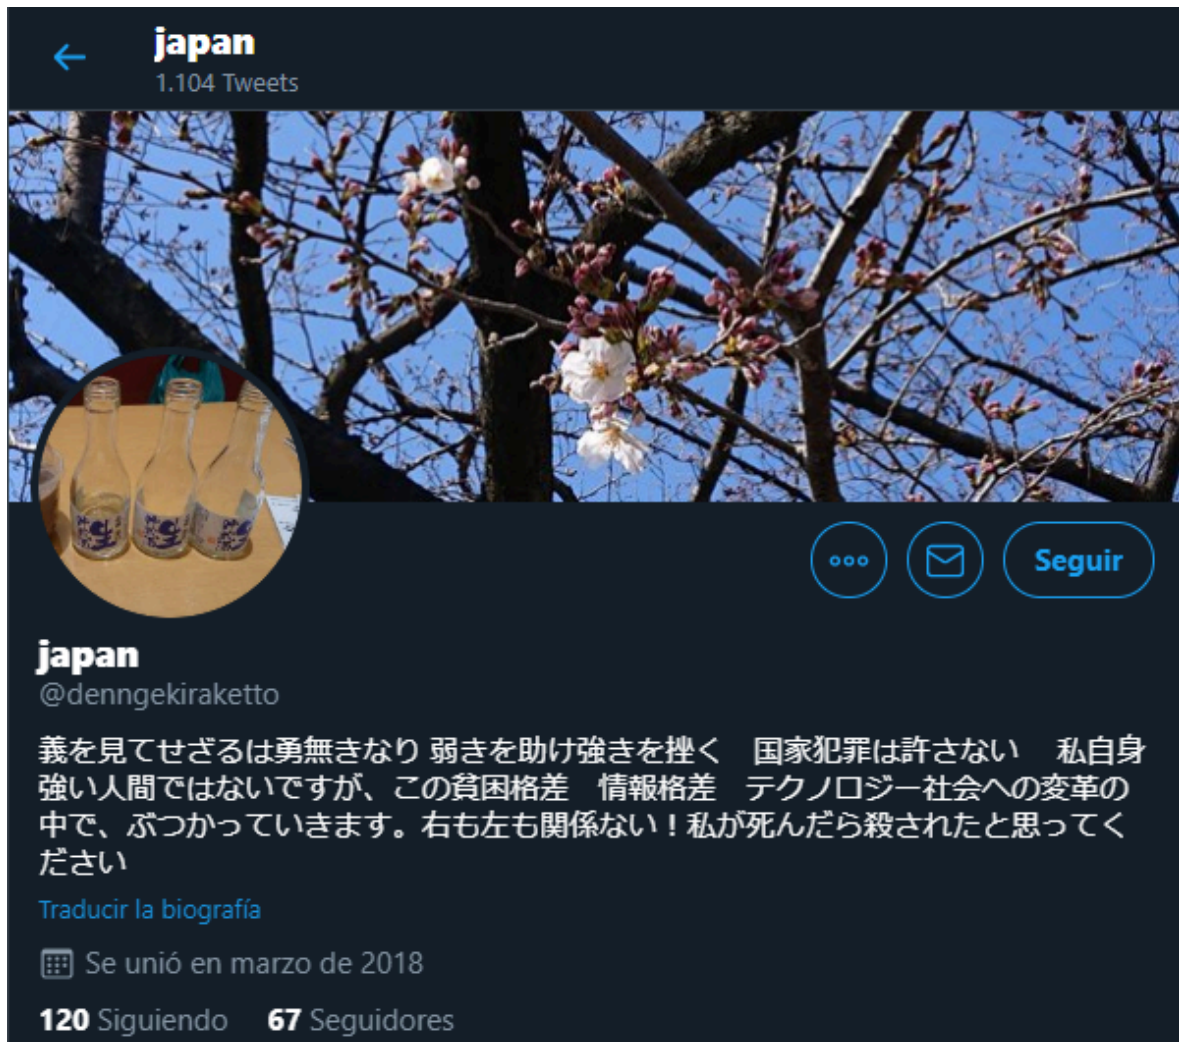 japan
1.104 Tweets
生
生
Seguir
japan
@denngekiraketto
義を見てせざるは勇無きなり 弱きを助け強きを挫く　国家犯罪は許さない　 私自身
強い人間ではないですが、この貧困格差　情報格差　テクノロジー社会への変革の
中で、ぶつかっていきます。右も左も関係ない！私が死んだら殺されたと思ってく
ださい
Traducir la biografía
Se unió en marzo de 2018
120 Siguiendo 67 Seguidores